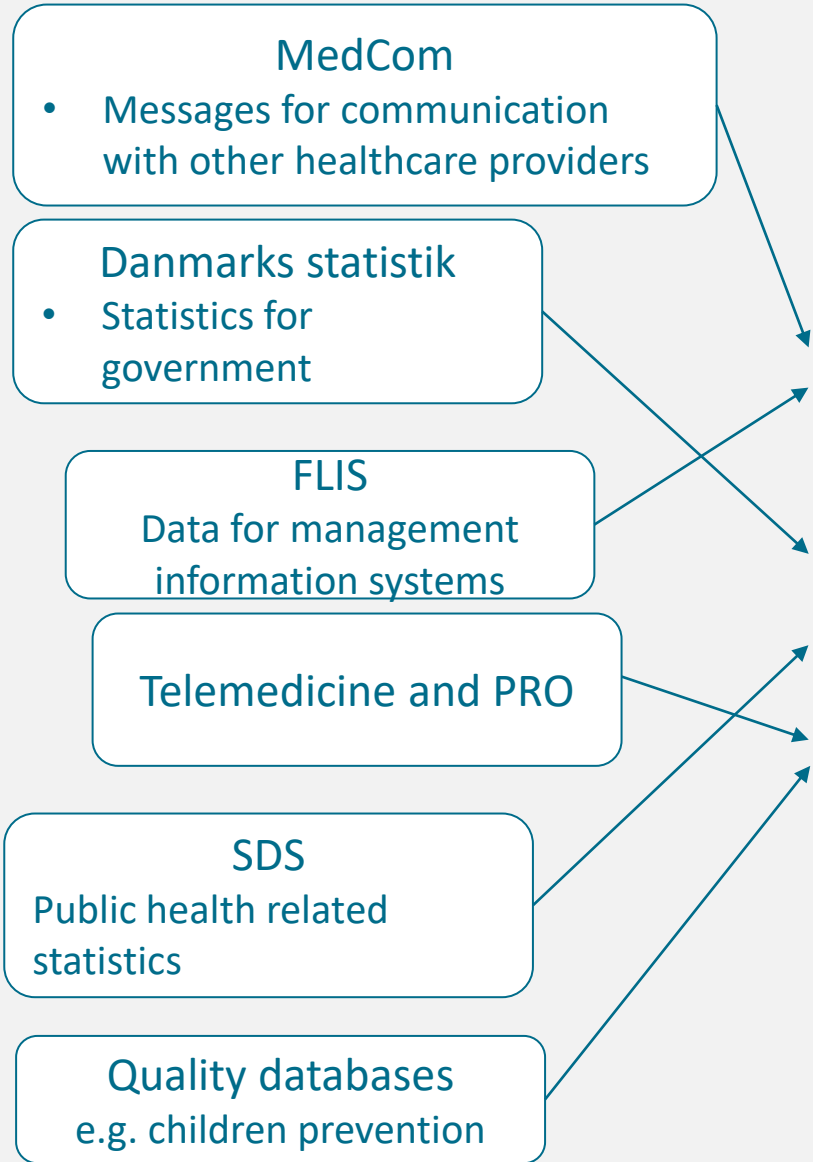 MedCom
• Messages for communication
with other healthcare providers
Danmarks statistik
• Statistics for
government
FLIS
Data for management
information systems
Telemedicine and PRO
SDS
Public health related
statistics
Quality databases
e.g. children prevention